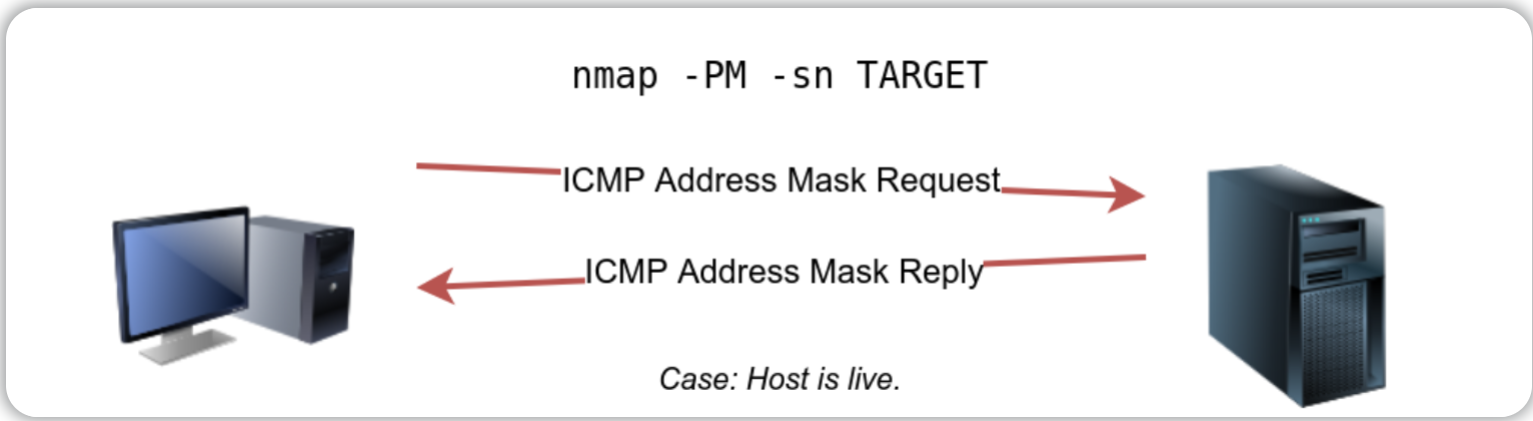 nmap -PM -sn TARGET
ICMP Address Mask Request
ICMP Address Mask Reply
Case: Host is live.